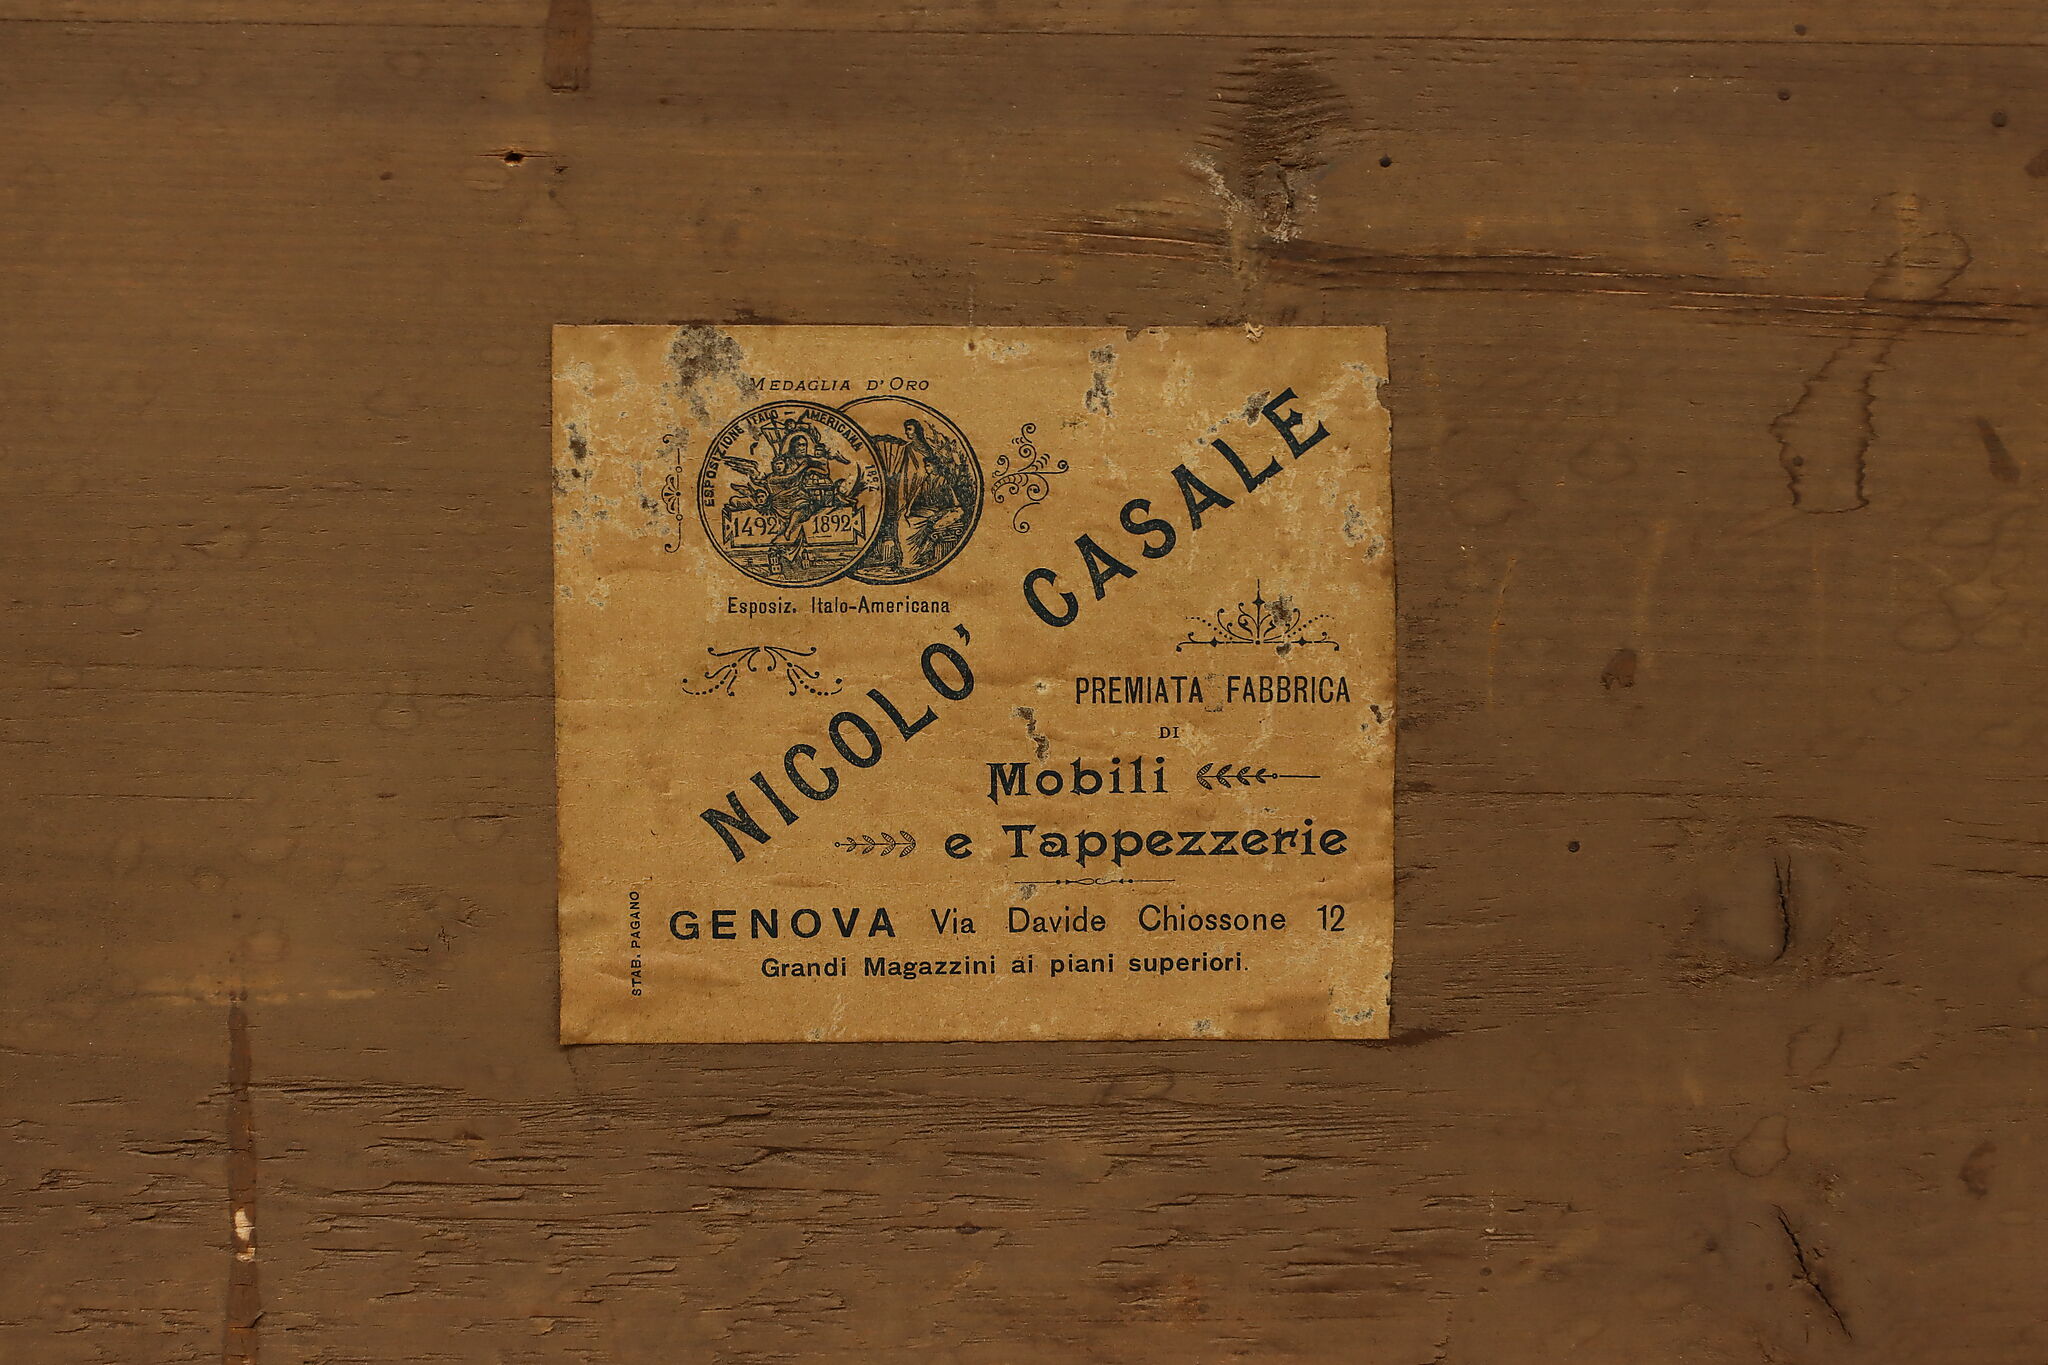 MEDAGLIA D'ORO
ESPOSIZIONE ITALO-AMERICANA 1892
1492 1892
Esposiz. Italo-Americana
NICOLO' CASALE
PREMIATA FABBRICA
DI
Mobili
e Tappezzerie
GENOVA Via Davide Chiossone 12
Grandi Magazzini ai piani superiori.
STAB. PAGANO